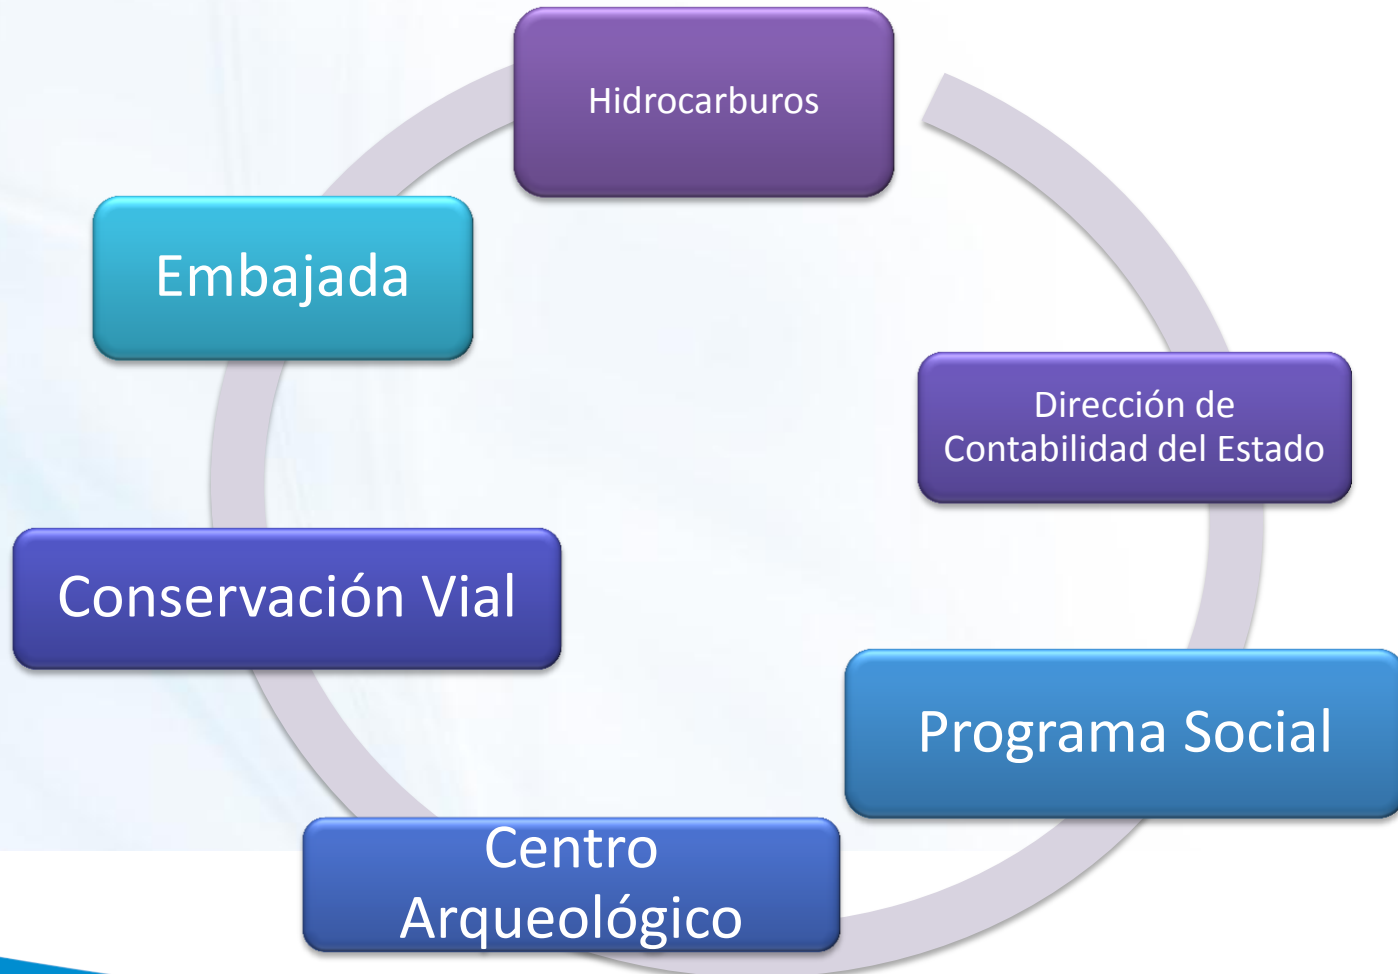 Hidrocarburos
Embajada
Dirección de
Contabilidad del Estado
Conservación Vial
Programa Social
Centro
Arqueológico